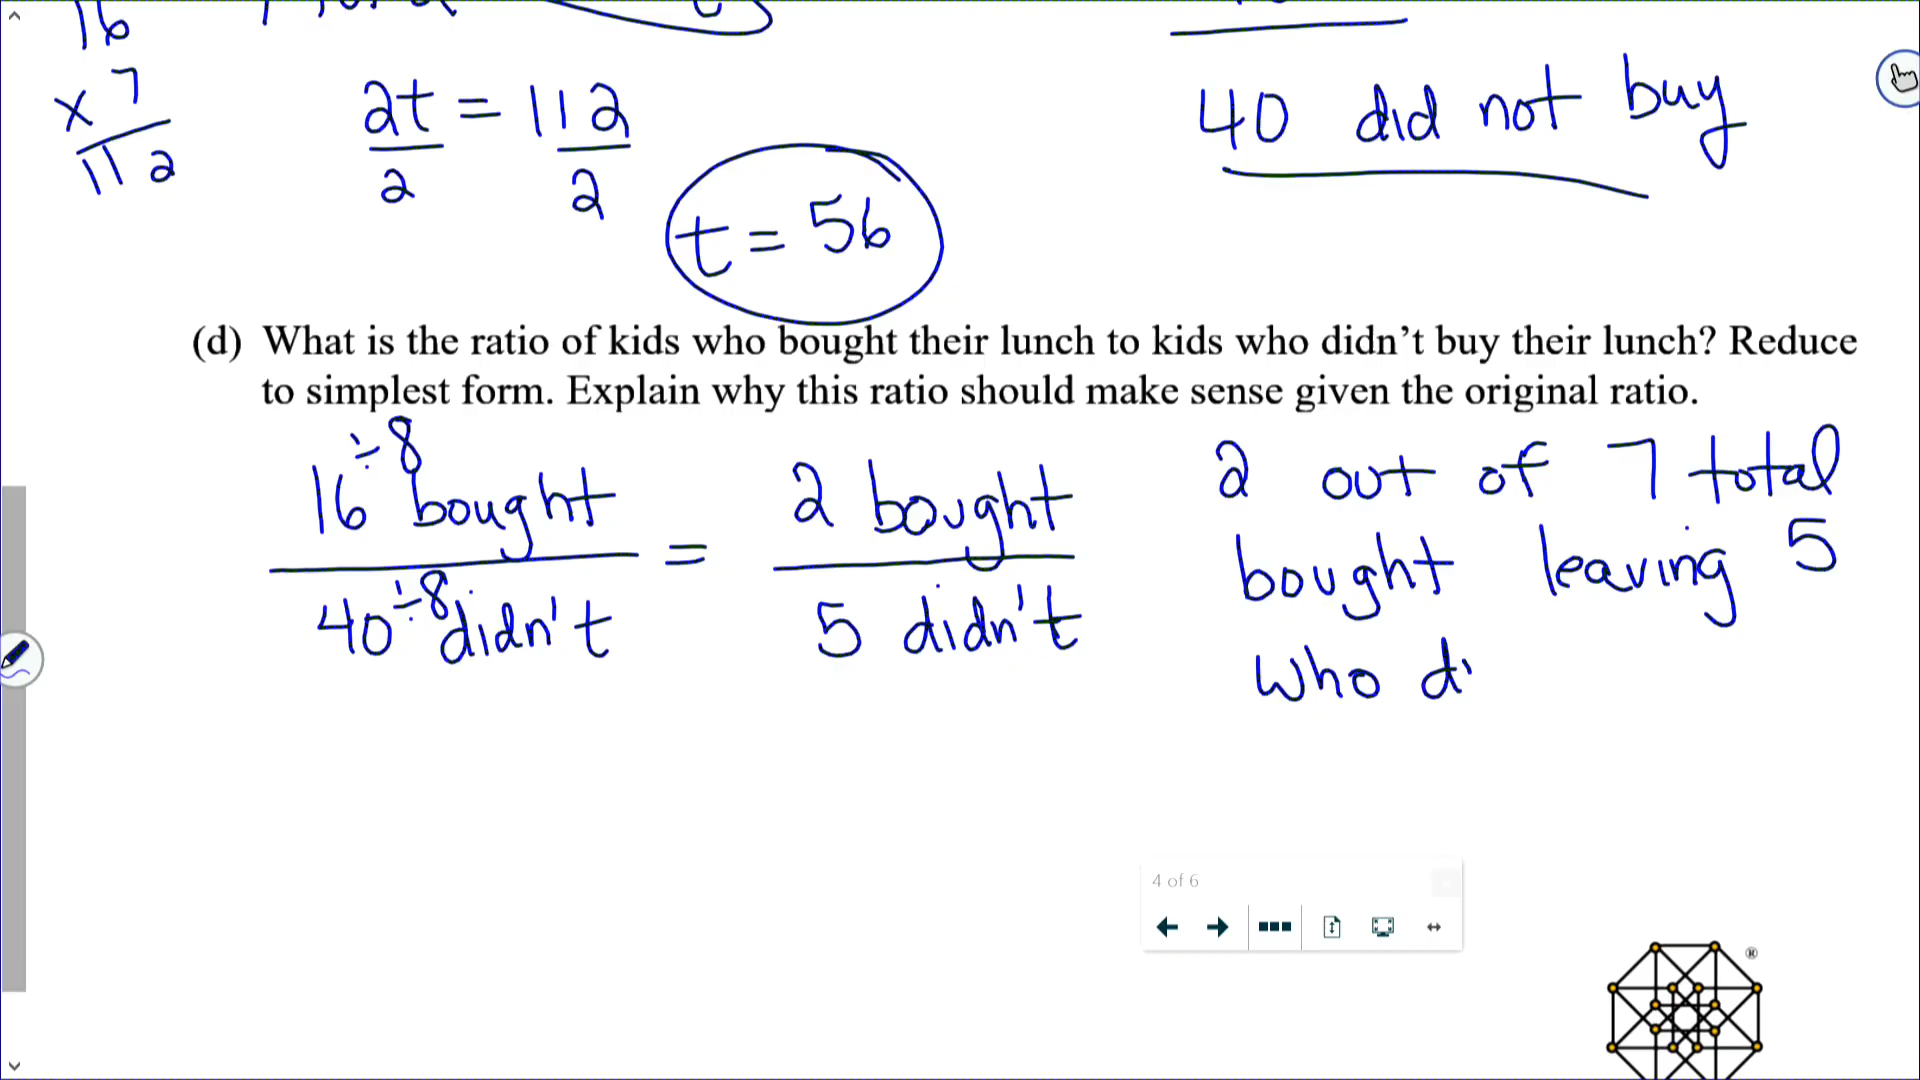 16
x 7
112
2t = 112
2 2
t = 56
40 did not buy
(d) What is the ratio of kids who bought their lunch to kids who didn’t buy their lunch? Reduce
to simplest form. Explain why this ratio should make sense given the original ratio.
16 ÷8 bought = 2 bought
40 ÷8 didn't 5 didn't
2 out of 7 total
bought leaving 5
who di
4 of 6
®